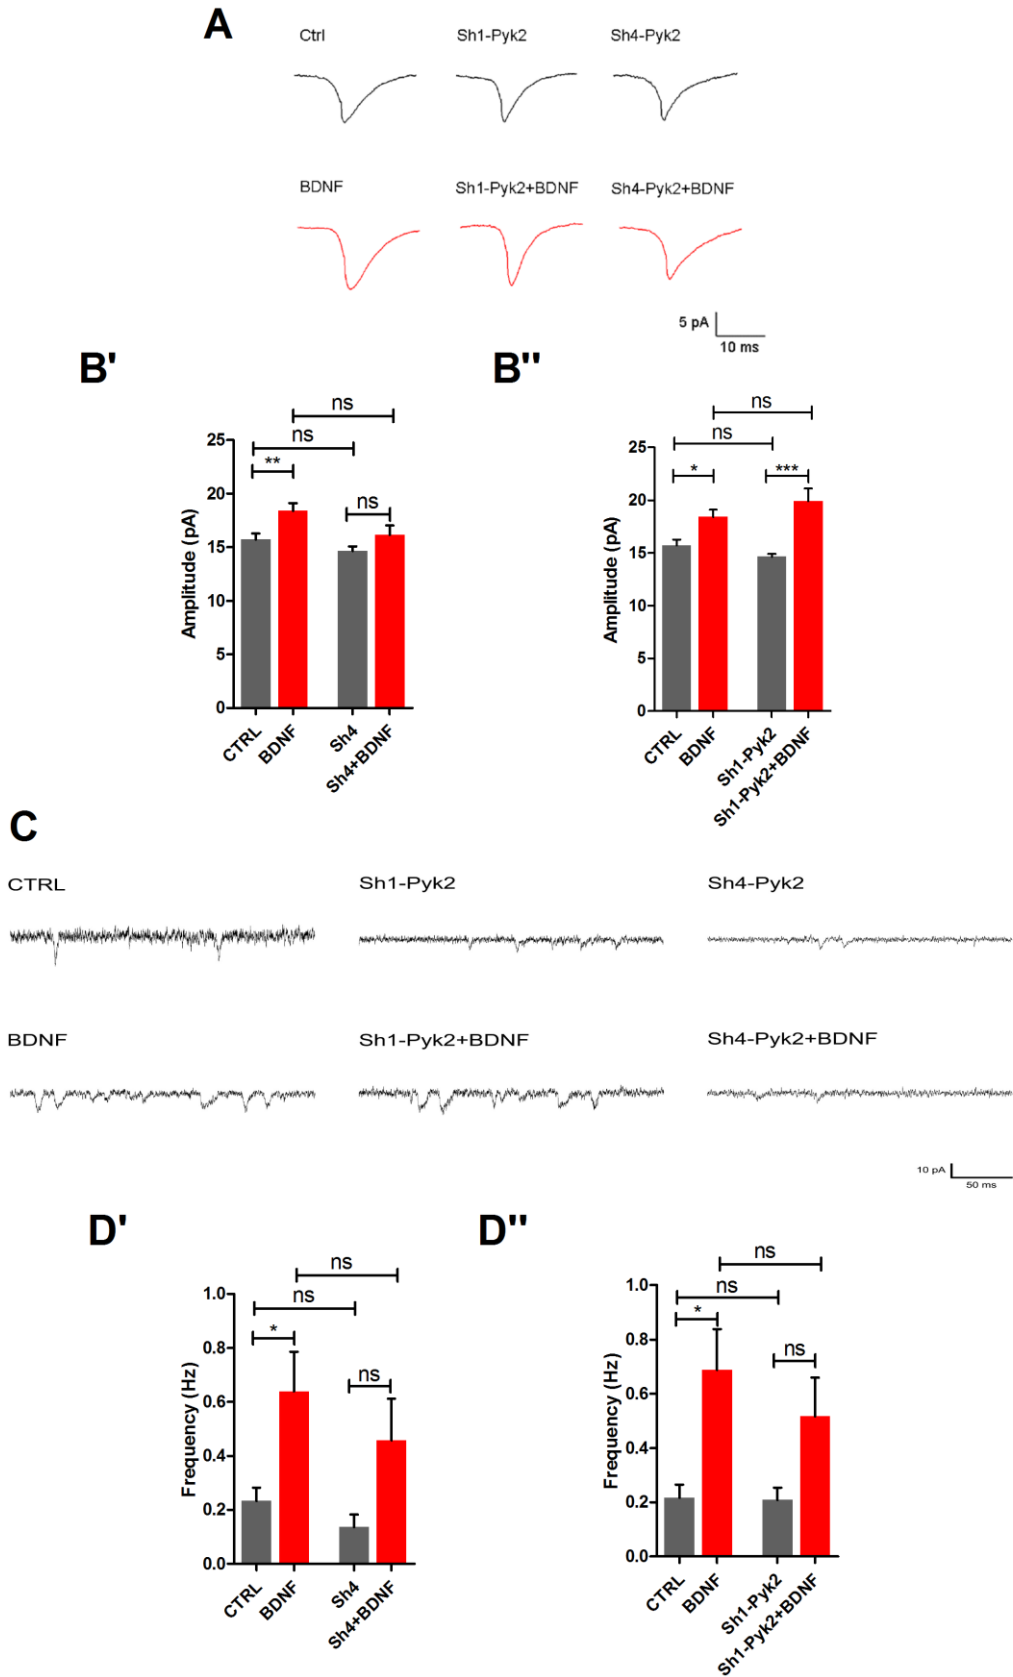 A
Ctrl Sh1-Pyk2 Sh4-Pyk2
BDNF Sh1-Pyk2+BDNF Sh4-Pyk2+BDNF
5 pA
10 ms
B'
ns
ns
**
ns
25
20
15
10
5
0
Amplitude (pA)
CTRL
BDNF
Sh4
Sh4+BDNF
B''
ns
ns
*
***
25
20
15
10
5
0
Amplitude (pA)
CTRL
BDNF
Sh1-Pyk2
Sh1-Pyk2+BDNF
C
CTRL Sh1-Pyk2 Sh4-Pyk2
BDNF Sh1-Pyk2+BDNF Sh4-Pyk2+BDNF
10 pA
50 ms
D'
ns
ns
*
ns
1.0
0.8
0.6
0.4
0.2
0.0
Frequency (Hz)
CTRL
BDNF
Sh4
Sh4+BDNF
D''
ns
ns
*
ns
1.0
0.8
0.6
0.4
0.2
0.0
Frequency (Hz)
CTRL
BDNF
Sh1-Pyk2
Sh1-Pyk2+BDNF